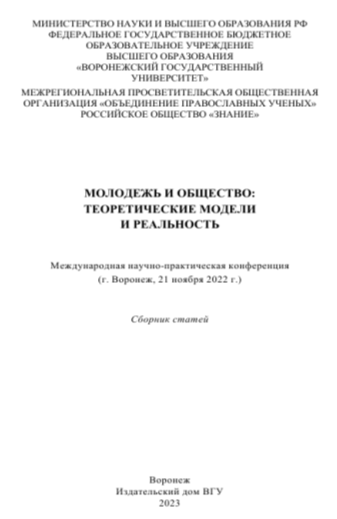 МИНИСТЕРСТВО НАУКИ И ВЫСШЕГО ОБРАЗОВАНИЯ РФ
ФЕДЕРАЛЬНОЕ ГОСУДАРСТВЕННОЕ БЮДЖЕТНОЕ
ОБРАЗОВАТЕЛЬНОЕ УЧРЕЖДЕНИЕ
ВЫСШЕГО ОБРАЗОВАНИЯ
«ВОРОНЕЖСКИЙ ГОСУДАРСТВЕННЫЙ
УНИВЕРСИТЕТ»
МЕЖРЕГИОНАЛЬНАЯ ПРОСВЕТИТЕЛЬСКАЯ ОБЩЕСТВЕННАЯ
ОРГАНИЗАЦИЯ «ОБЪЕДИНЕНИЕ ПРАВОСЛАВНЫХ УЧЕНЫХ»
РОССИЙСКОЕ ОБЩЕСТВО «ЗНАНИЕ»
МОЛОДЕЖЬ И ОБЩЕСТВО:
ТЕОРЕТИЧЕСКИЕ МОДЕЛИ
И РЕАЛЬНОСТЬ
Международная научно-практическая конференция
(г. Воронеж, 21 ноября 2022 г.)
Сборник статей
Воронеж
Издательский дом ВГУ
2023